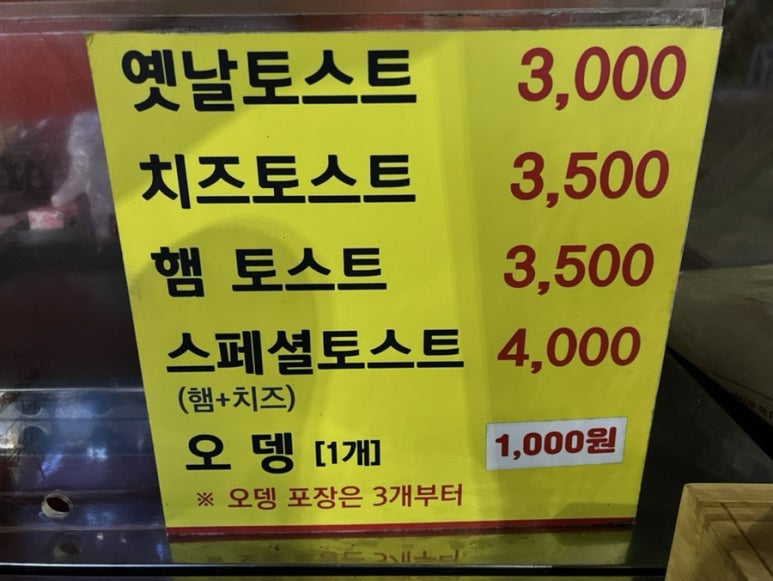 옛날토스트 3,000
치즈토스트 3,500
햄 토스트 3,500
스페셜토스트 4,000
(햄+치즈)
오 뎅 [1개] 1,000원
※ 오뎅 포장은 3개부터